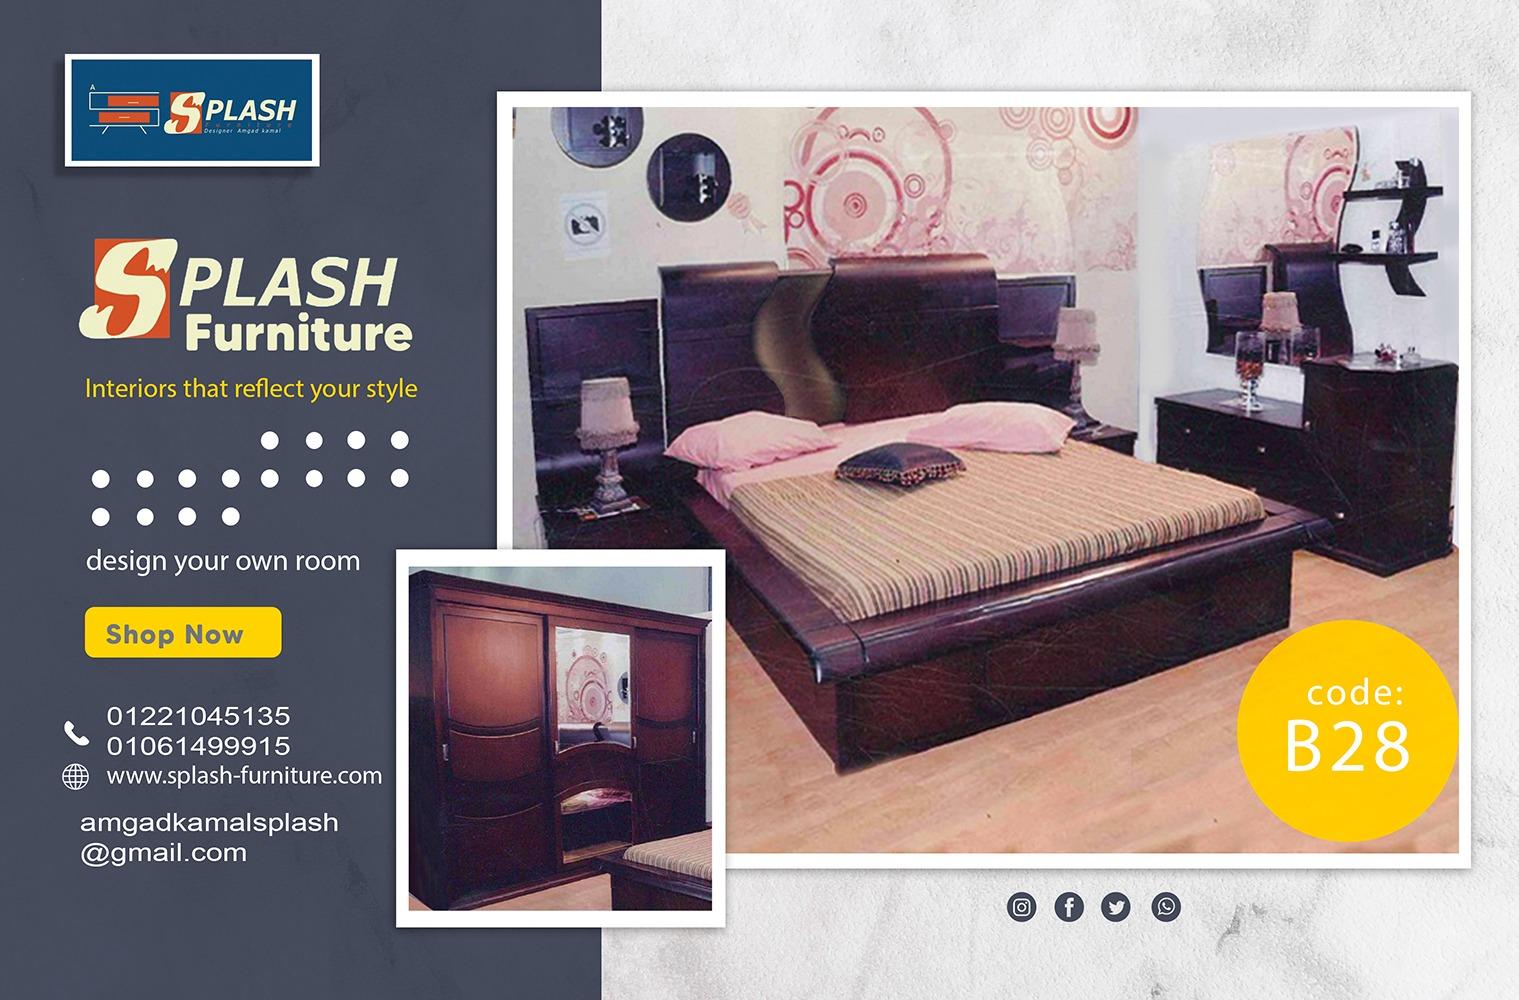 A
SPLASH
Furniture
Designer Amgad kamal
SPLASH
Furniture
Interiors that reflect your style
design your own room
Shop Now
01221045135
01061499915
www.splash-furniture.com
amgadkamalsplash
@gmail.com
code:
B28